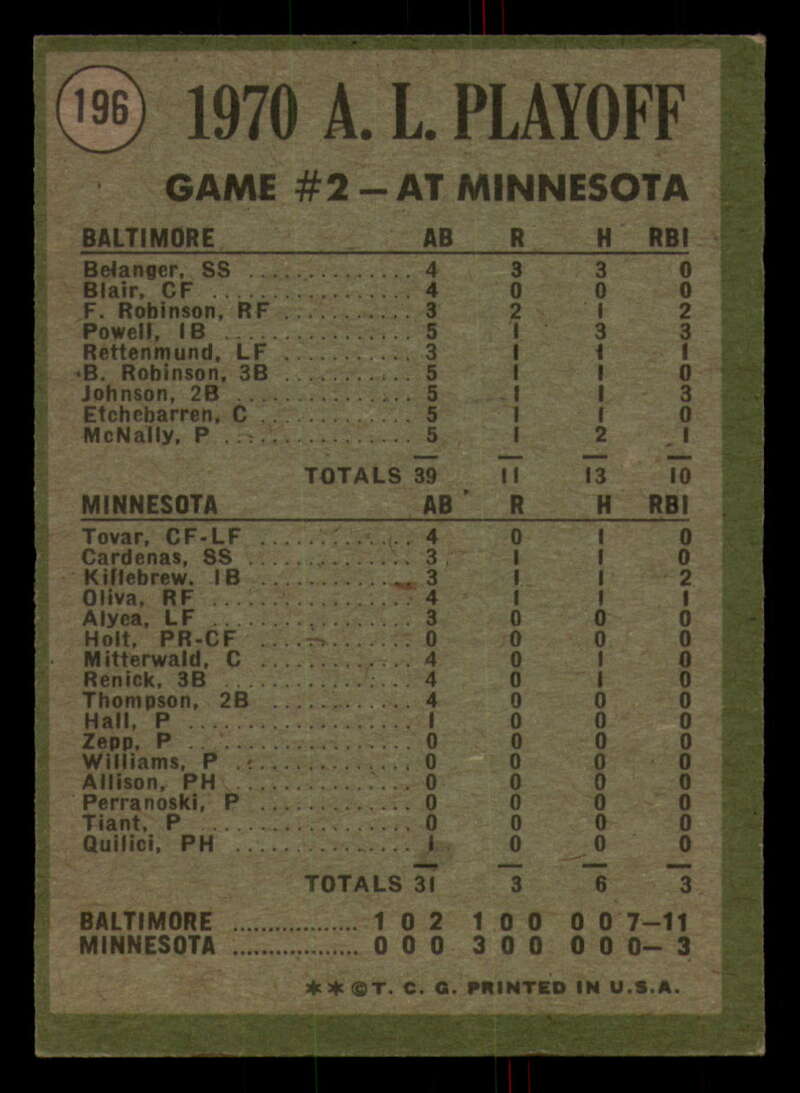 196
1970 A. L. PLAYOFF
GAME #2 – AT MINNESOTA
BALTIMORE AB R H RBI
Belanger, SS .............. 4 3 3 0
Blair, CF ................. 4 0 0 0
F. Robinson, RF ........... 3 2 1 2
Powell, 1B ................ 5 1 3 3
Rettenmund, LF ............ 3 1 1 1
B. Robinson, 3B ........... 5 1 1 0
Johnson, 2B ............... 5 1 1 3
Etchebarren, C ............ 5 1 1 0
McNally, P ................ 5 1 2 1
TOTALS 39 11 13 10
MINNESOTA AB R H RBI
Tovar, CF-LF .............. 4 0 1 0
Cardenas, SS .............. 3 1 1 0
Killebrew, 1B ............. 3 1 1 2
Oliva, RF ................. 4 1 1 1
Alyea, LF ................. 3 0 0 0
Holt, PR-CF ............... 0 0 0 0
Mitterwald, C ............. 4 0 1 0
Renick, 3B ................ 4 0 1 0
Thompson, 2B .............. 4 0 0 0
Hall, P ................... 1 0 0 0
Zepp, P ................... 0 0 0 0
Williams, P ............... 0 0 0 0
Allison, PH ............... 0 0 0 0
Perranoski, P ............. 0 0 0 0
Tiant, P .................. 0 0 0 0
Quilici, PH ............... 1 0 0 0
TOTALS 31 3 6 3
BALTIMORE .................. 1 0 2 1 0 0 0 0 7–11
MINNESOTA .................. 0 0 0 3 0 0 0 0 0– 3
**©T. C. G. PRINTED IN U.S.A.